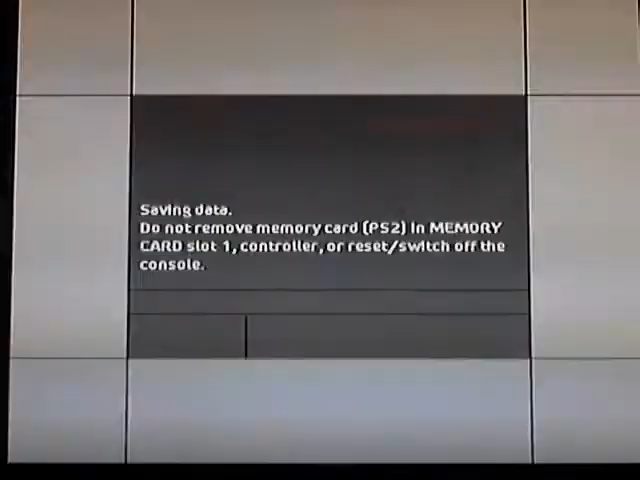 Saving data.
Do not remove memory card (PS2) in MEMORY
CARD slot 1, controller, or reset/switch off the
console.